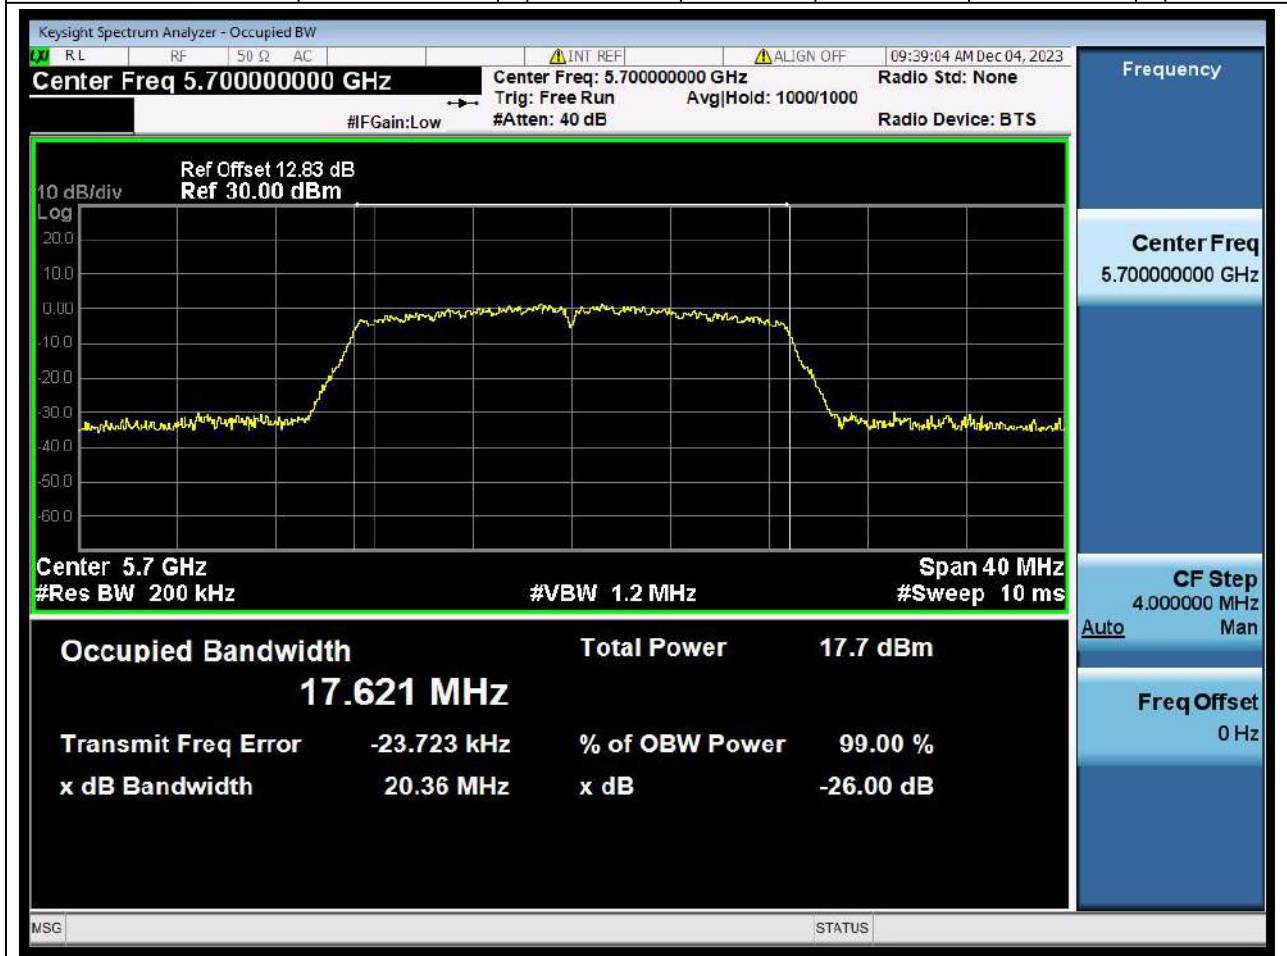 Keysight Spectrum Analyzer - Occupied BW
LXI RL RF 50 Ω AC INT REF ALIGN OFF 09:39:04 AM Dec 04, 2023
Center Freq 5.700000000 GHz
Center Freq: 5.700000000 GHz
Radio Std: None
Trig: Free Run
Avg|Hold: 1000/1000
#IFGain:Low
#Atten: 40 dB
Radio Device: BTS
Ref Offset 12.83 dB
10 dB/div
Ref 30.00 dBm
Log
20.0
10.0
0.00
-10.0
-20.0
-30.0
-40.0
-50.0
-60.0
Center 5.7 GHz
Span 40 MHz
#Res BW 200 kHz
#VBW 1.2 MHz
#Sweep 10 ms
Occupied Bandwidth
Total Power
17.7 dBm
17.621 MHz
Transmit Freq Error
-23.723 kHz
% of OBW Power
99.00 %
x dB Bandwidth
20.36 MHz
x dB
-26.00 dB
MSG
STATUS
Frequency
Center Freq
5.700000000 GHz
CF Step
4.000000 MHz
Auto Man
Freq Offset
0 Hz